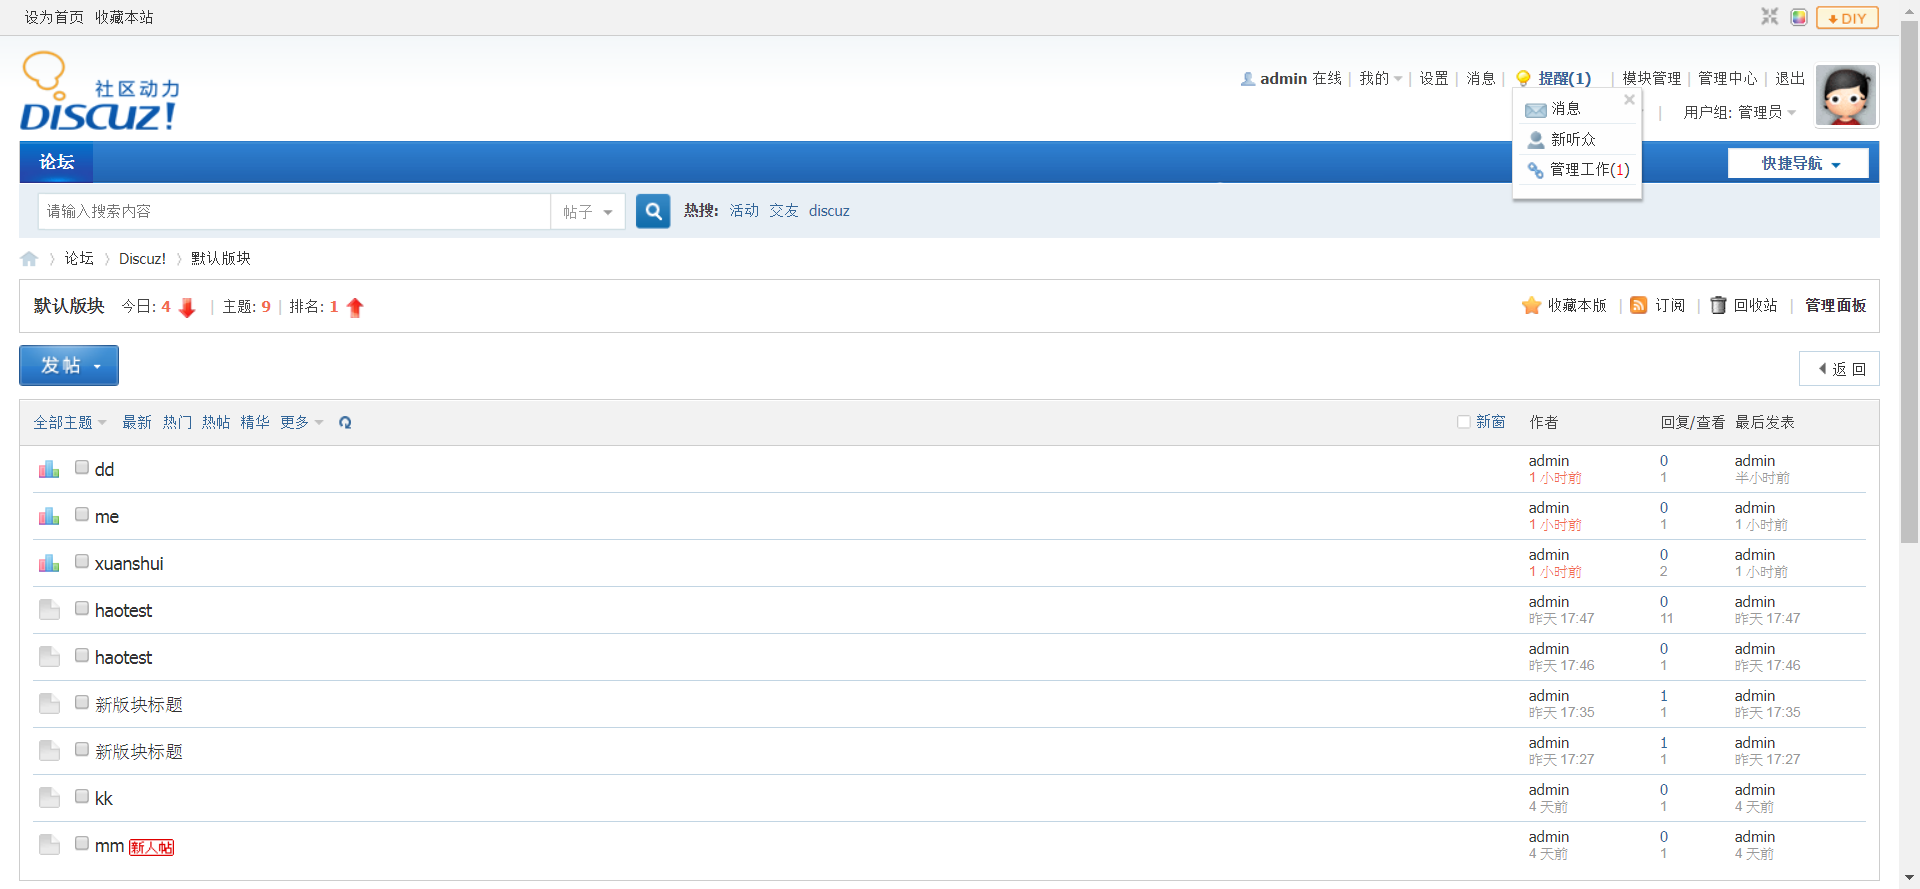 设为首页 收藏本站
DIY
社区动力
DISCUZ!
admin 在线 | 我的 | 设置 | 消息 | 提醒(1) | 模块管理 | 管理中心 | 退出
| 用户组: 管理员
消息
新听众
管理工作(1)
论坛
快捷导航
请输入搜索内容 帖子 热搜: 活动 交友 discuz
论坛 Discuz! 默认版块
默认版块 今日: 4 | 主题: 9 | 排名: 1
收藏本版 | 订阅 | 回收站 | 管理面板
发帖
返 回
全部主题 最新 热门 热帖 精华 更多 新窗 作者 回复/查看 最后发表
dd admin 0 admin
1 小时前 1 半小时前
me admin 0 admin
1 小时前 1 1 小时前
xuanshui admin 0 admin
1 小时前 2 1 小时前
haotest admin 0 admin
昨天 17:47 11 昨天 17:47
haotest admin 0 admin
昨天 17:46 1 昨天 17:46
新版块标题 admin 1 admin
昨天 17:35 1 昨天 17:35
新版块标题 admin 1 admin
昨天 17:27 1 昨天 17:27
kk admin 0 admin
4 天前 1 4 天前
mm 新人帖 admin 0 admin
4 天前 1 4 天前